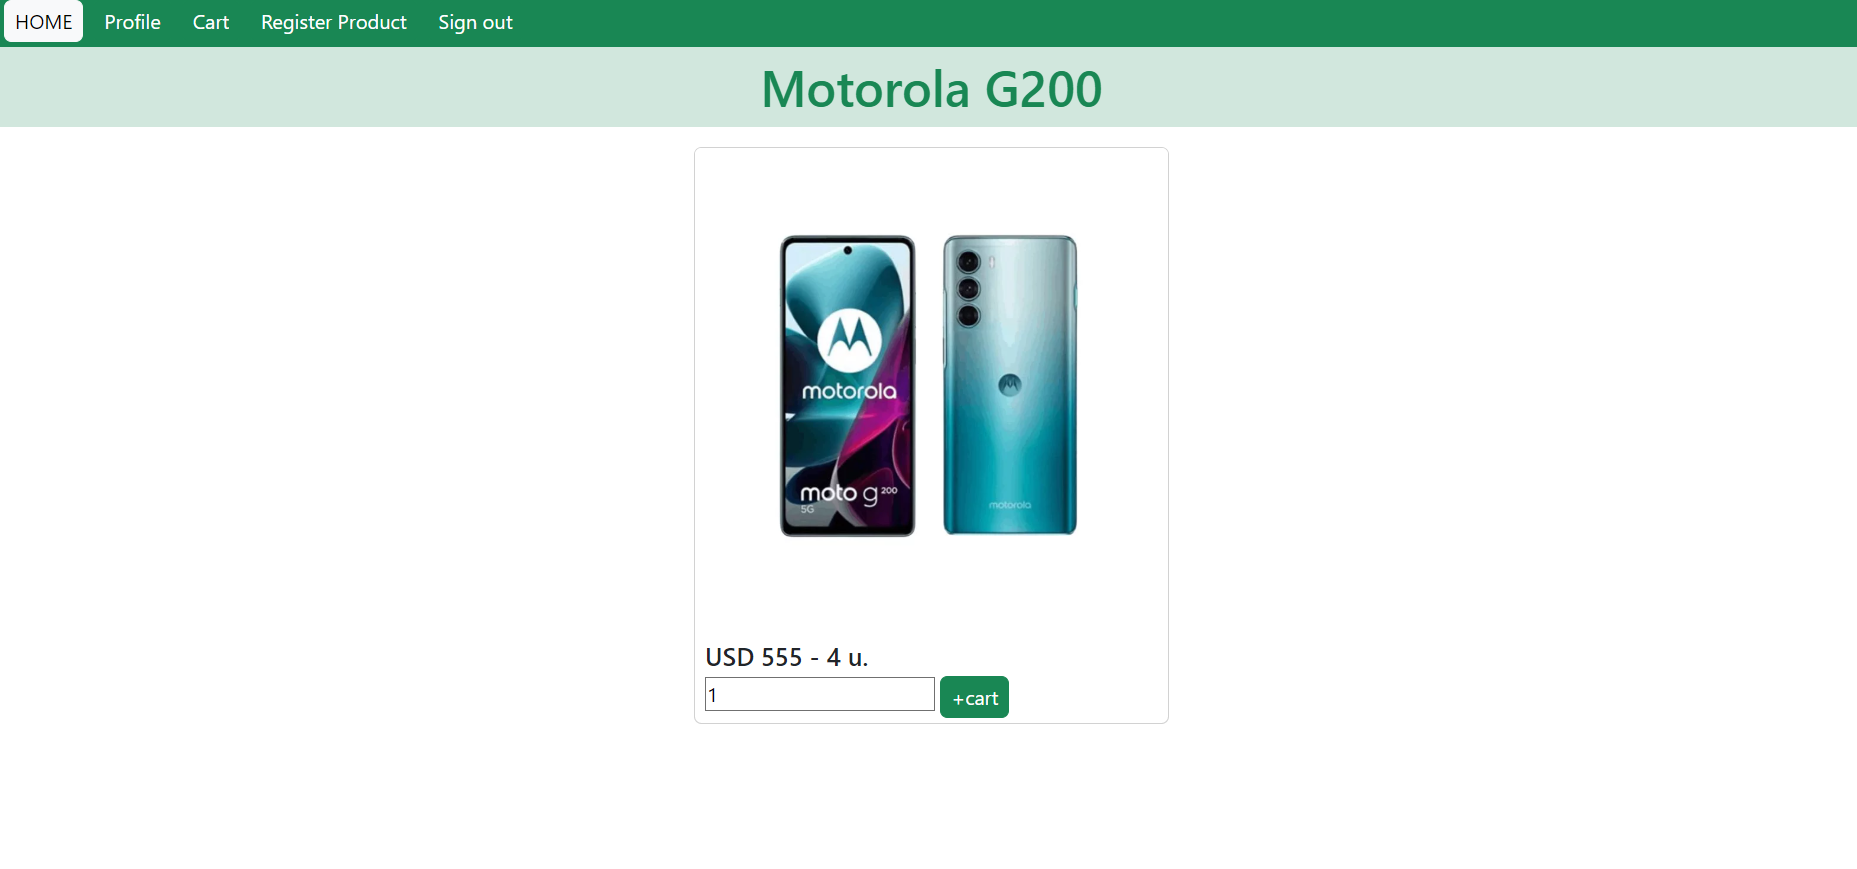 HOME Profile Cart Register Product Sign out
Motorola G200
motorola
moto g 200
5G
motorola
USD 555 - 4 u.
1
+cart